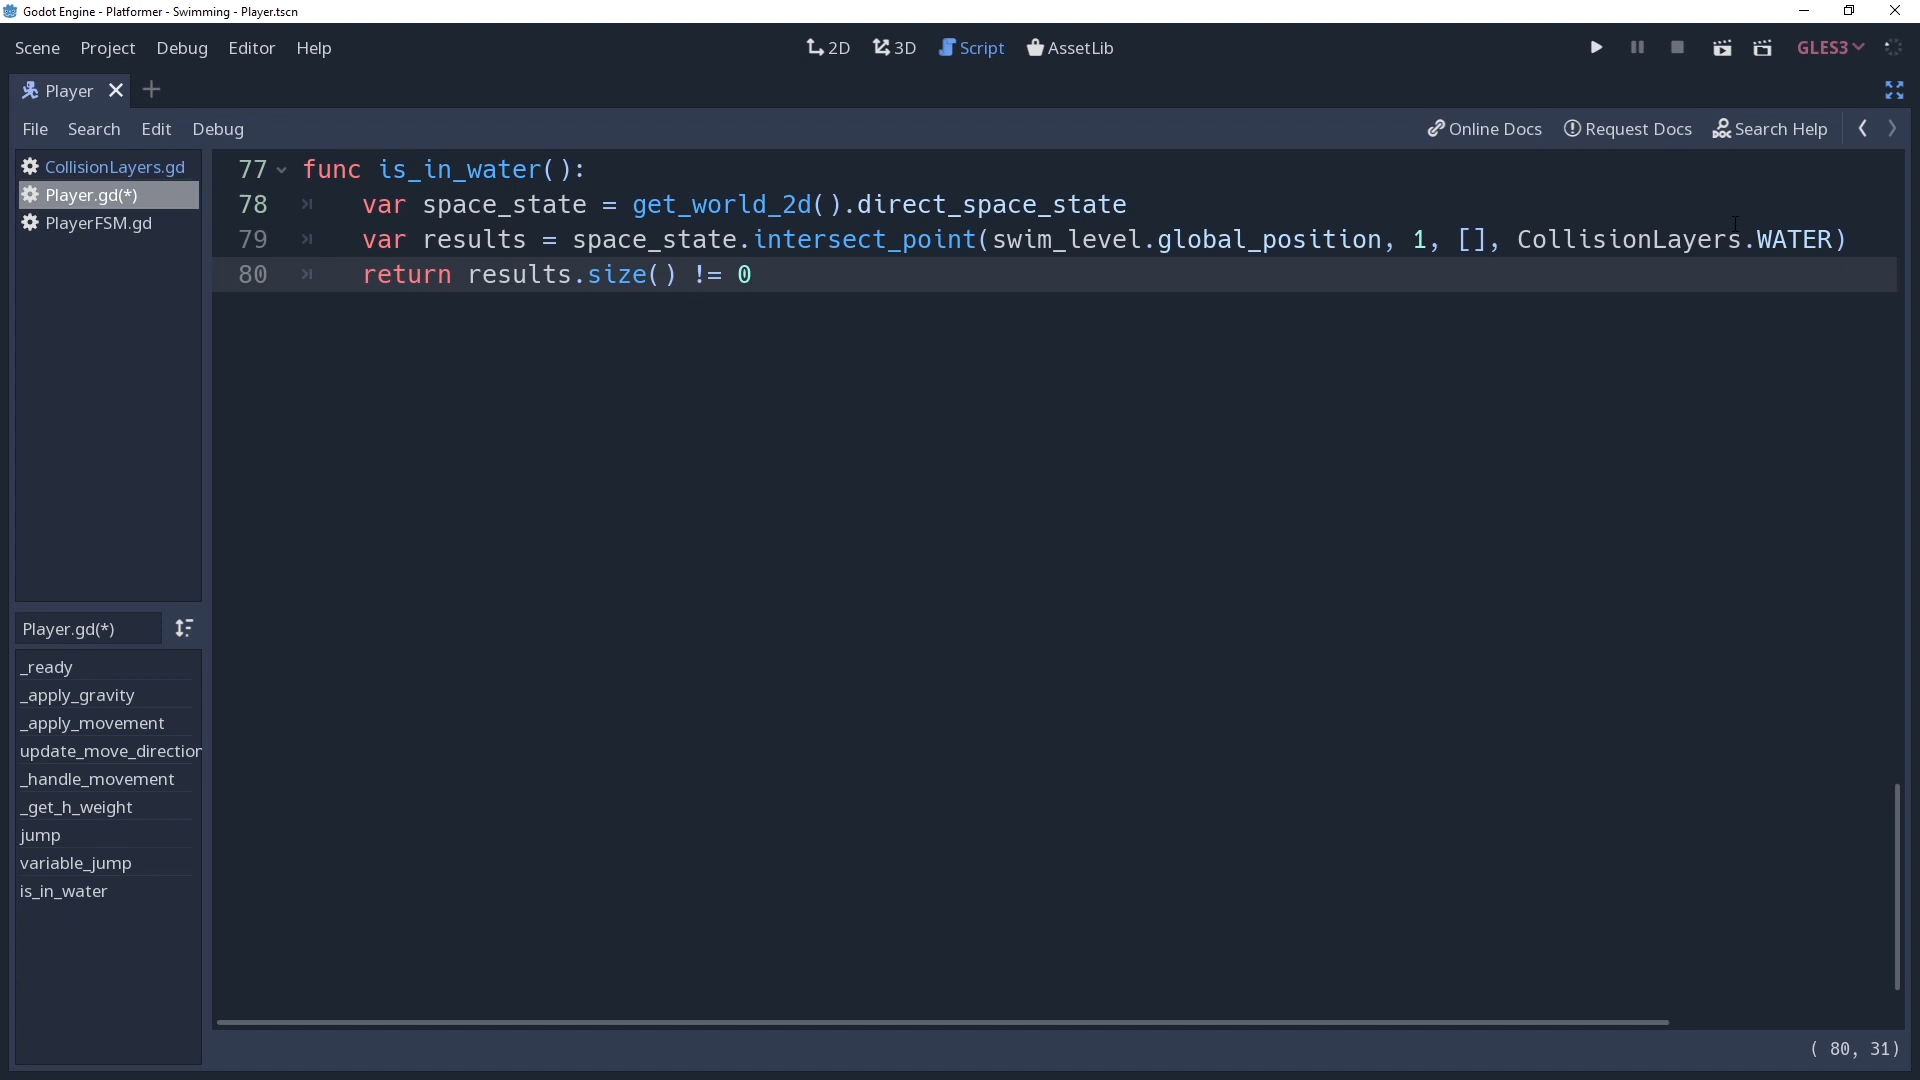 Godot Engine - Platformer - Swimming - Player.tscn
Scene Project Debug Editor Help
2D 3D Script AssetLib
GLES3
Player
File Search Edit Debug
Online Docs Request Docs Search Help
CollisionLayers.gd
Player.gd(*)
PlayerFSM.gd
77 func is_in_water():
78 var space_state = get_world_2d().direct_space_state
79 var results = space_state.intersect_point(swim_level.global_position, 1, [], CollisionLayers.WATER)
80 return results.size() != 0
Player.gd(*)
_ready
_apply_gravity
_apply_movement
update_move_direction
_handle_movement
_get_h_weight
jump
variable_jump
is_in_water
( 80, 31)